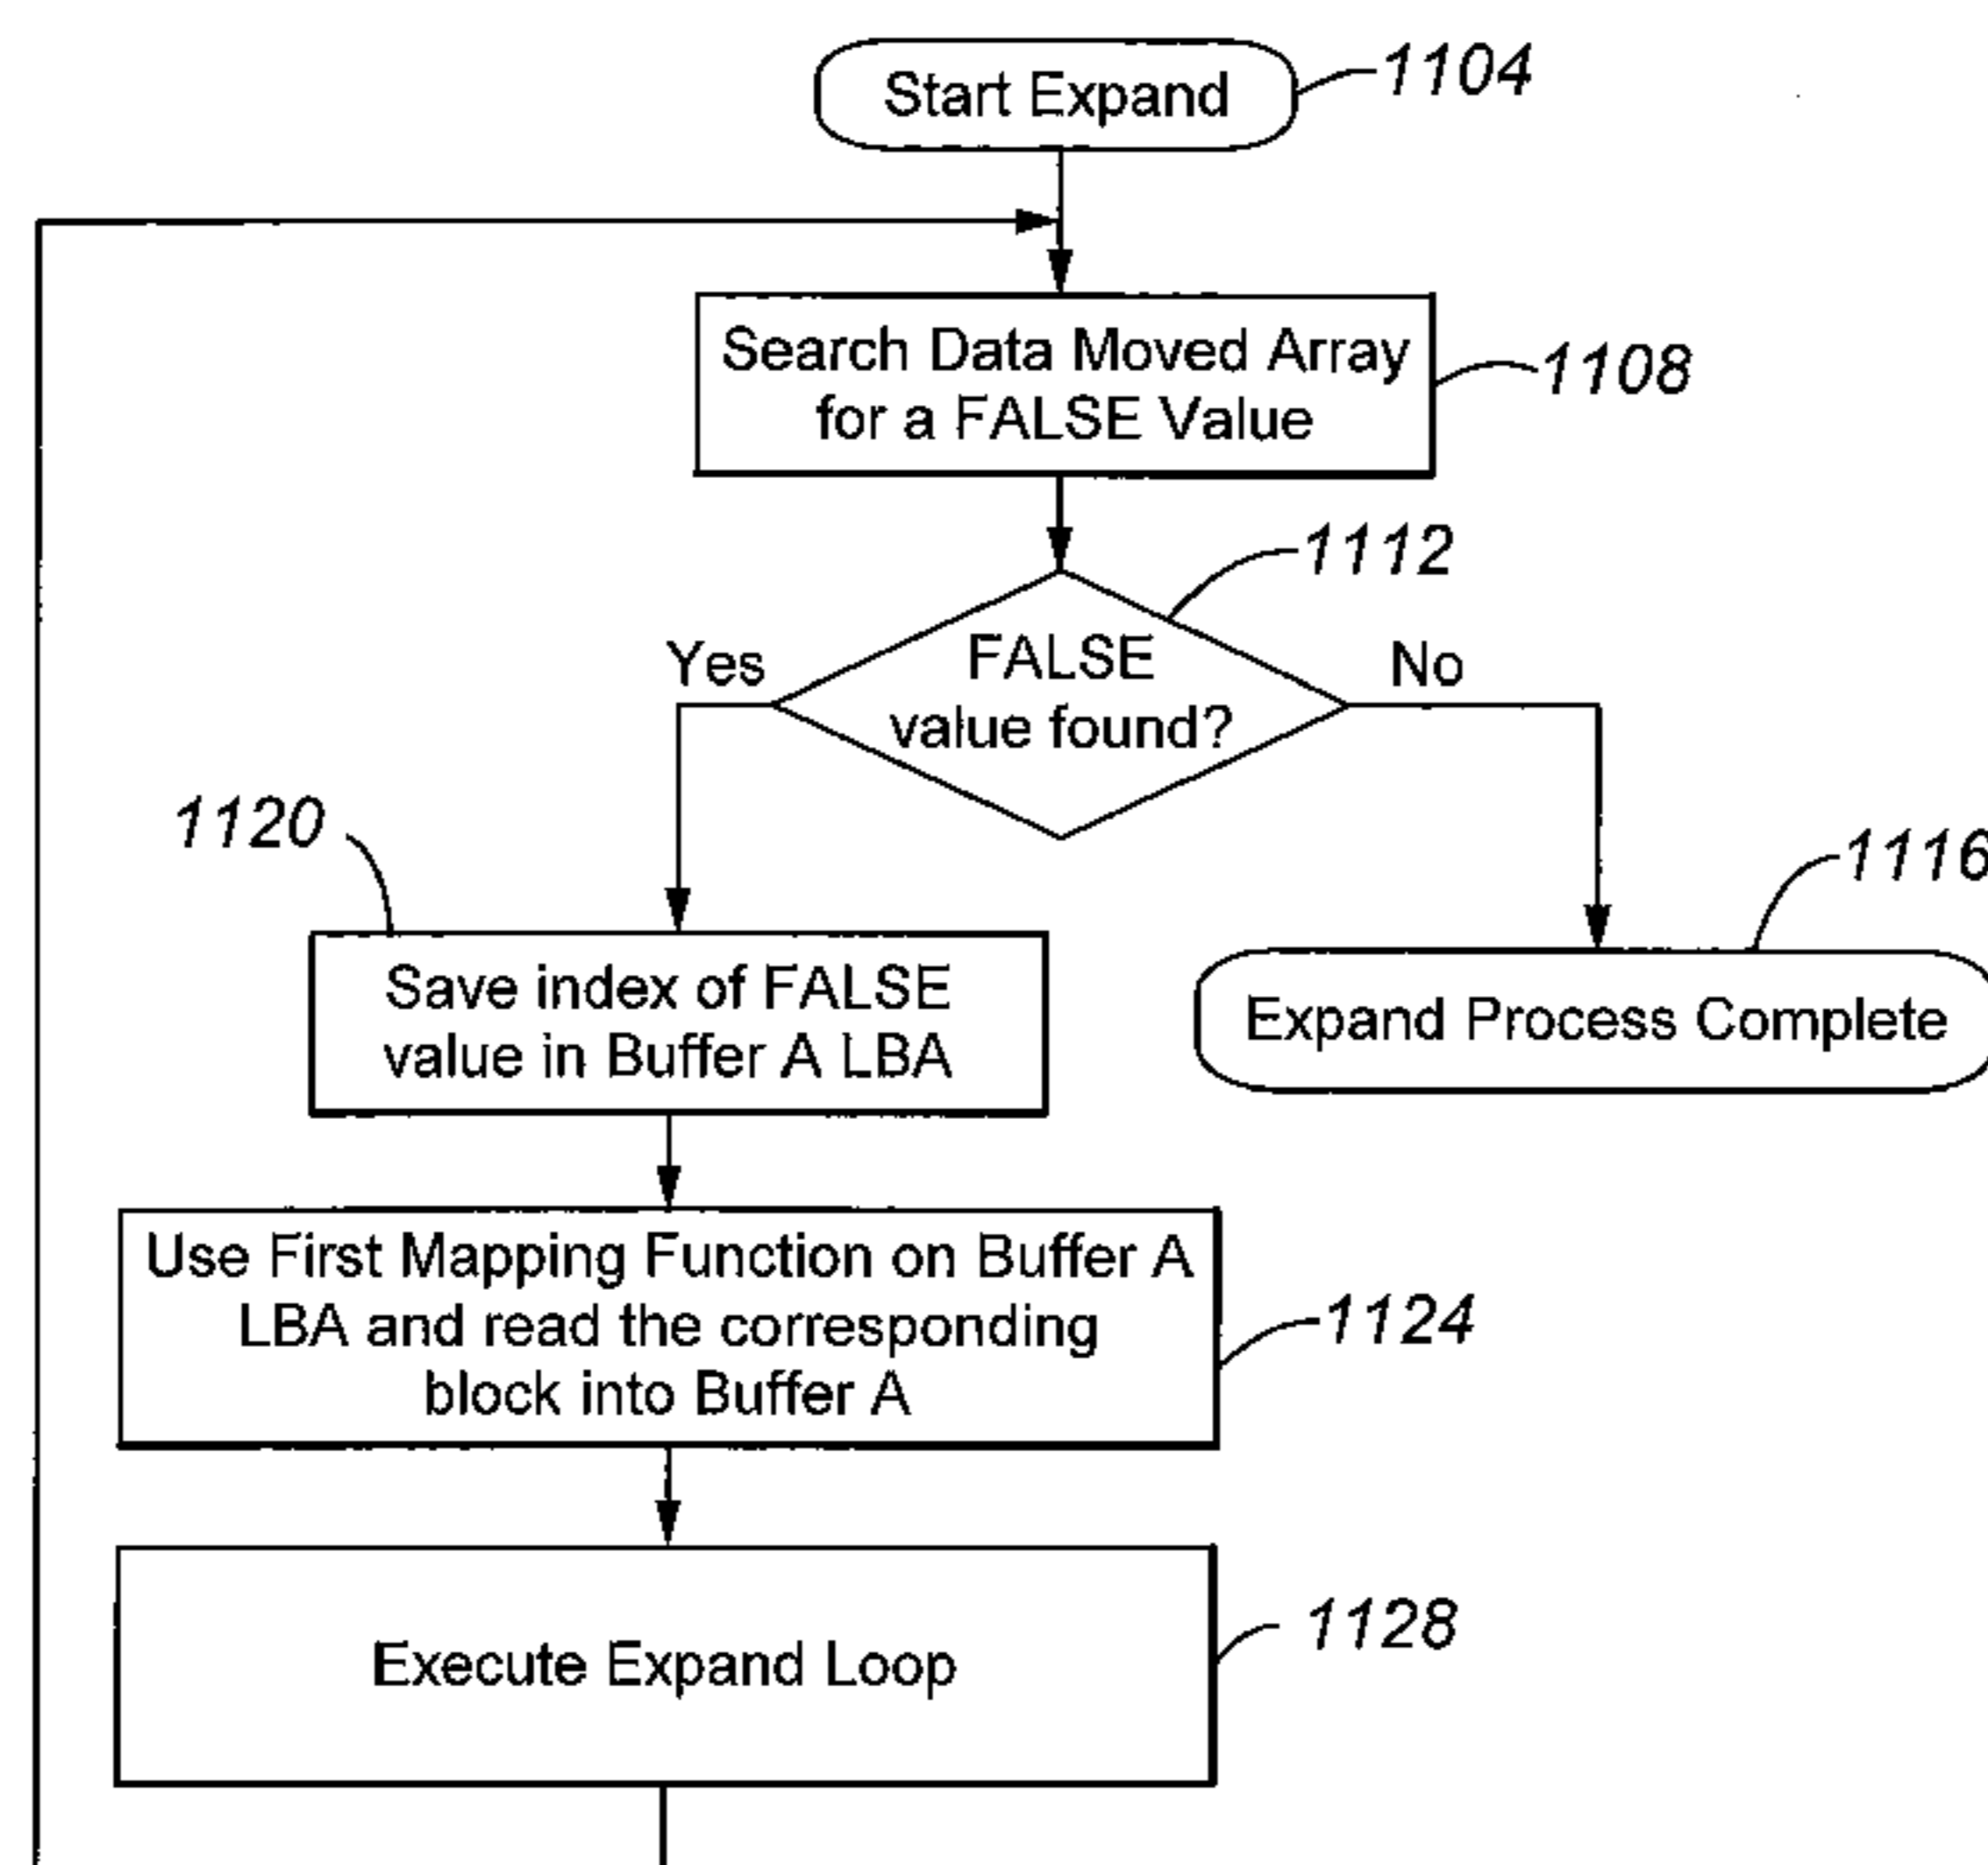 Start Expand
1104
Search Data Moved Array
for a FALSE Value
1108
1112
FALSE
value found?
Yes
No
1120
1116
Save index of FALSE
value in Buffer A LBA
Expand Process Complete
Use First Mapping Function on Buffer A
LBA and read the corresponding
block into Buffer A
1124
Execute Expand Loop
1128